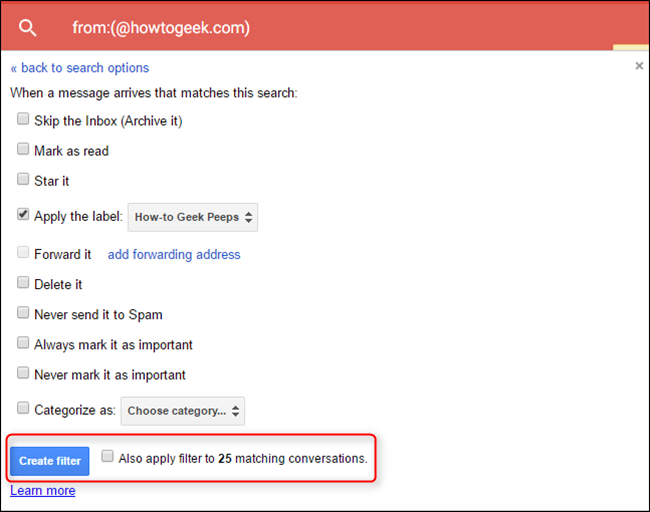 from:(@howtogeek.com)
« back to search options
×
When a message arrives that matches this search:
Skip the Inbox (Archive it)
Mark as read
Star it
Apply the label: How-to Geek Peeps
Forward it add forwarding address
Delete it
Never send it to Spam
Always mark it as important
Never mark it as important
Categorize as: Choose category...
Create filter Also apply filter to 25 matching conversations.
Learn more